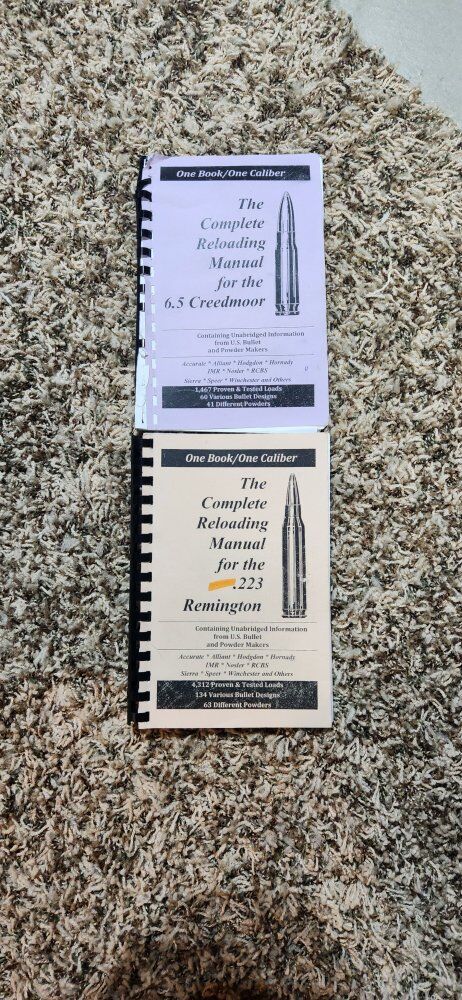 One Book/One Caliber
The
Complete
Reloading
Manual
for the
6.5 Creedmoor
Containing Unabridged Information
from U.S. Bullet
and Powder Makers
Accurate * Alliant * Hodgdon * Hornady
IMR * Nosler * RCBS
Sierra * Speer * Winchester and Others
1,467 Proven & Tested Loads
60 Various Bullet Designs
41 Different Powders
One Book/One Caliber
The
Complete
Reloading
Manual
for the
.223
Remington
Containing Unabridged Information
from U.S. Bullet
and Powder Makers
Accurate * Alliant * Hodgdon * Hornady
IMR * Nosler * RCBS
Sierra * Speer * Winchester and Others
4,312 Proven & Tested Loads
134 Various Bullet Designs
63 Different Powders